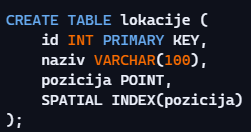 CREATE TABLE lokacije (
    id INT PRIMARY KEY,
    naziv VARCHAR(100),
    pozicija POINT,
    SPATIAL INDEX(pozicija)
);